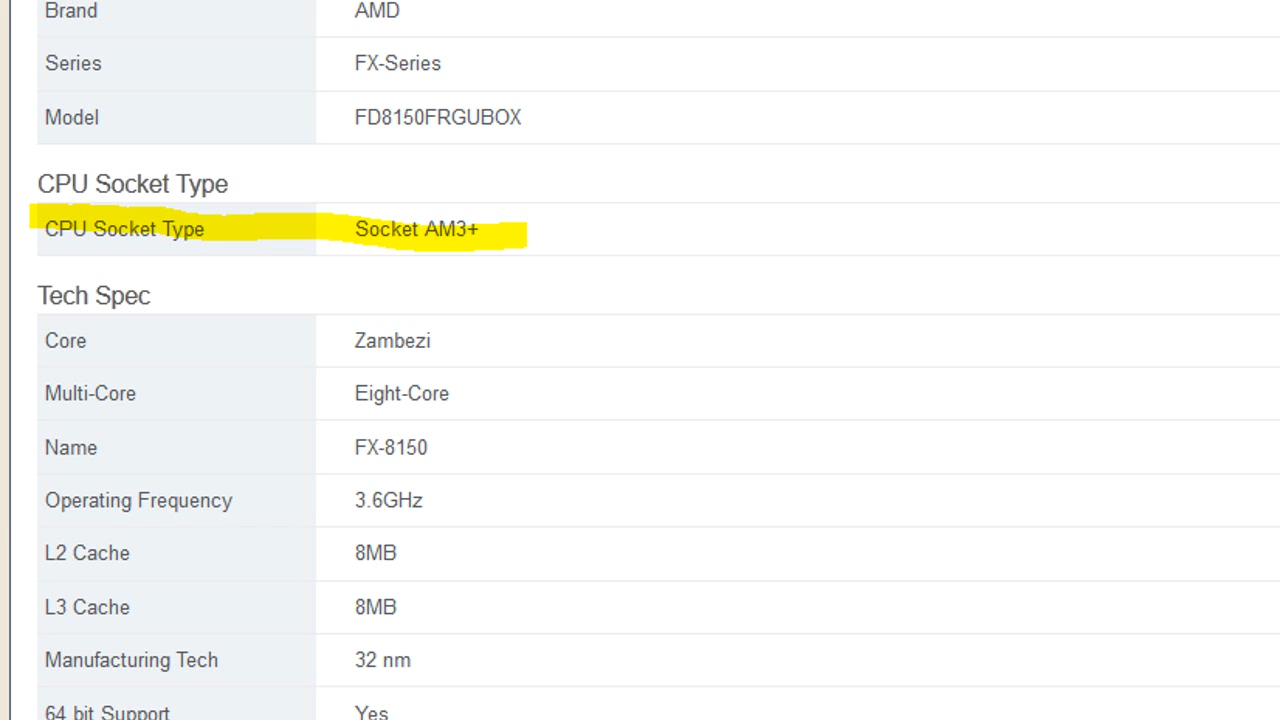 Brand AMD
Series FX-Series
Model FD8150FRGUBOX
CPU Socket Type
CPU Socket Type Socket AM3+
Tech Spec
Core Zambezi
Multi-Core Eight-Core
Name FX-8150
Operating Frequency 3.6GHz
L2 Cache 8MB
L3 Cache 8MB
Manufacturing Tech 32 nm
64 bit Support Yes